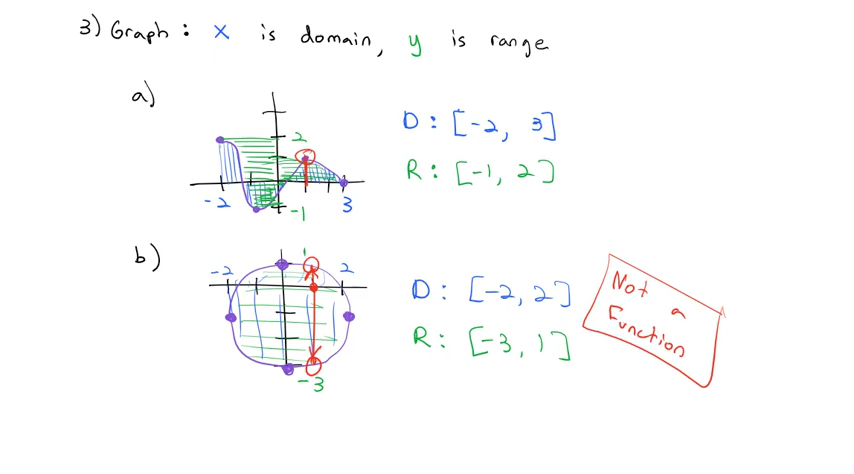 3) Graph: x is domain, y is range
a)
2
-2
3
-1
D: [-2, 3]
R: [-1, 2]
b)
1
-2
2
-3
D: [-2, 2]
R: [-3, 1]
Not a
Function